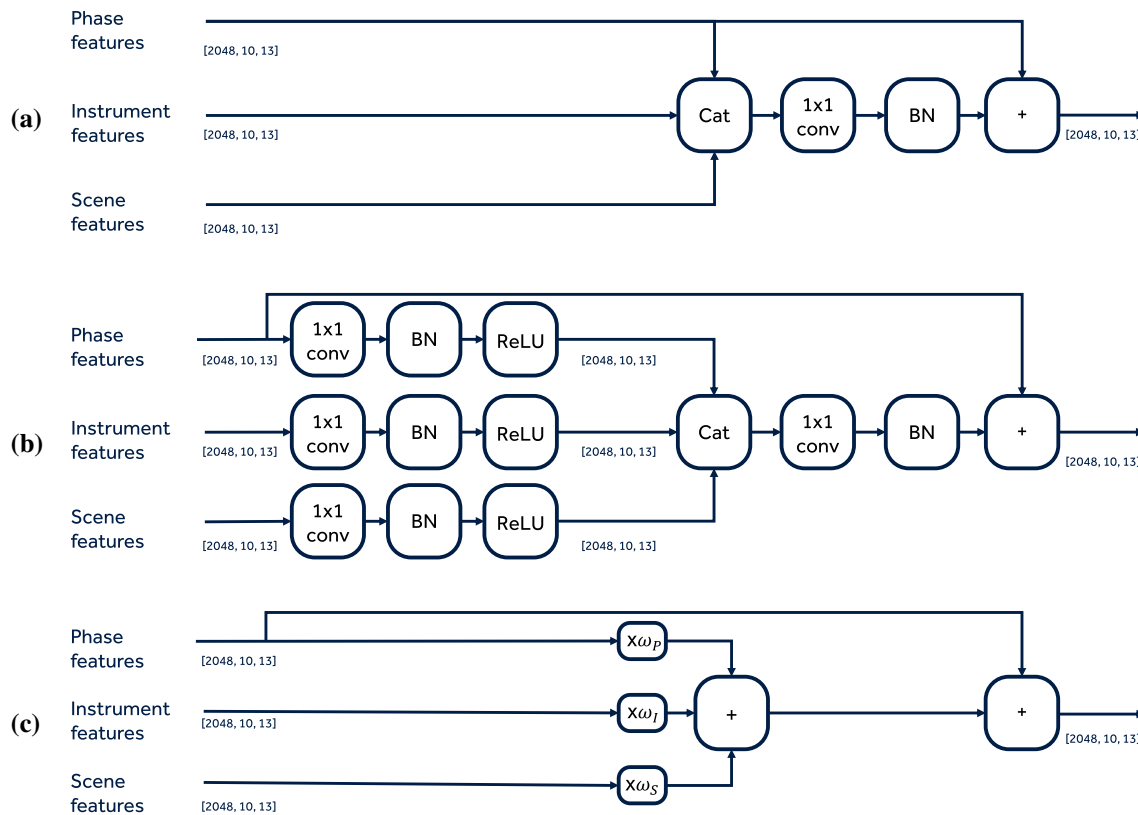 Phase
features
[2048, 10, 13]
(a)
Instrument
features
[2048, 10, 13]
Cat
1x1
conv
BN
+
[2048, 10, 13]
Scene
features
[2048, 10, 13]
Phase
features
[2048, 10, 13]
1x1
conv
BN
ReLU
[2048, 10, 13]
(b)
Instrument
features
[2048, 10, 13]
1x1
conv
BN
ReLU
[2048, 10, 13]
Cat
1x1
conv
BN
+
[2048, 10, 13]
Scene
features
[2048, 10, 13]
1x1
conv
BN
ReLU
[2048, 10, 13]
Phase
features
[2048, 10, 13]
xω_P
(c)
Instrument
features
[2048, 10, 13]
xω_I
+
+
[2048, 10, 13]
Scene
features
[2048, 10, 13]
xω_S